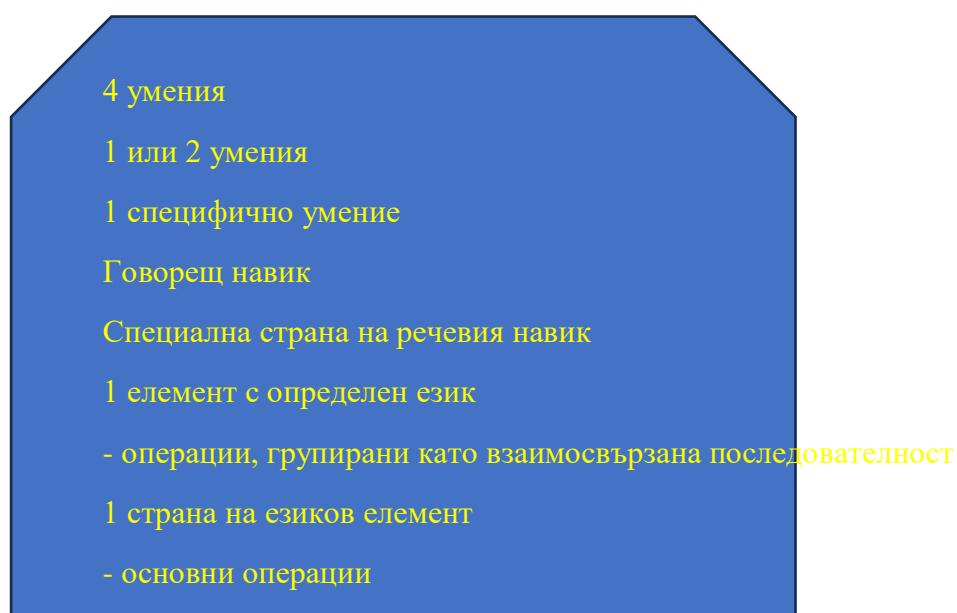 4 умения
1 или 2 умения
1 специфично умение
Говорещ навик
Специална страна на речевия навик
1 елемент с определен език
- операции, групирани като взаимосвързана последователност
1 страна на езиков елемент
- основни операции